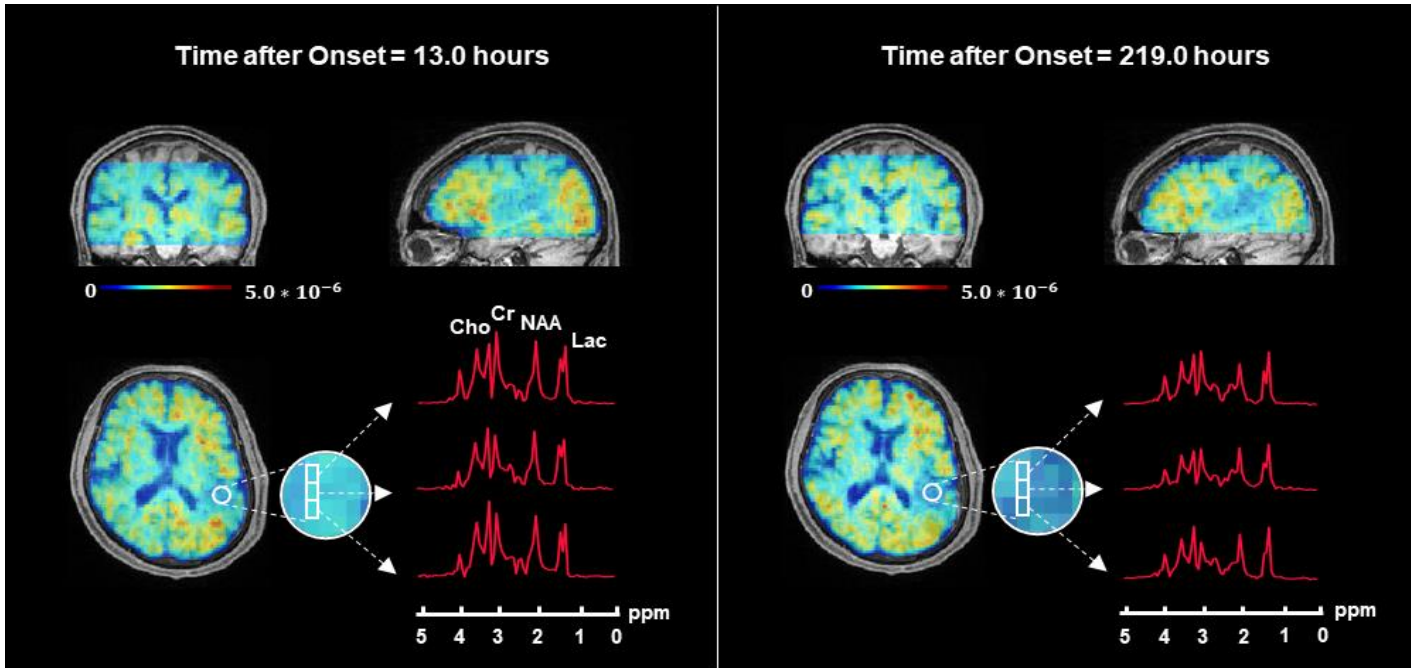 Time after Onset = 13.0 hours
0 5.0 * 10⁻⁶
Cho Cr NAA Lac
5 4 3 2 1 0 ppm
Time after Onset = 219.0 hours
0 5.0 * 10⁻⁶
5 4 3 2 1 0 ppm